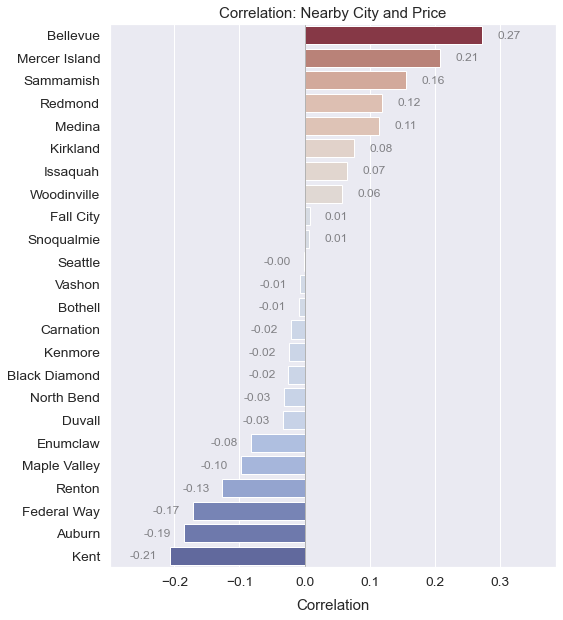 Correlation: Nearby City and Price
Bellevue 0.27
Mercer Island 0.21
Sammamish 0.16
Redmond 0.12
Medina 0.11
Kirkland 0.08
Issaquah 0.07
Woodinville 0.06
Fall City 0.01
Snoqualmie 0.01
Seattle -0.00
Vashon -0.01
Bothell -0.01
Carnation -0.02
Kenmore -0.02
Black Diamond -0.02
North Bend -0.03
Duvall -0.03
Enumclaw -0.08
Maple Valley -0.10
Renton -0.13
Federal Way -0.17
Auburn -0.19
Kent -0.21
−0.2 −0.1 0.0 0.1 0.2 0.3
Correlation